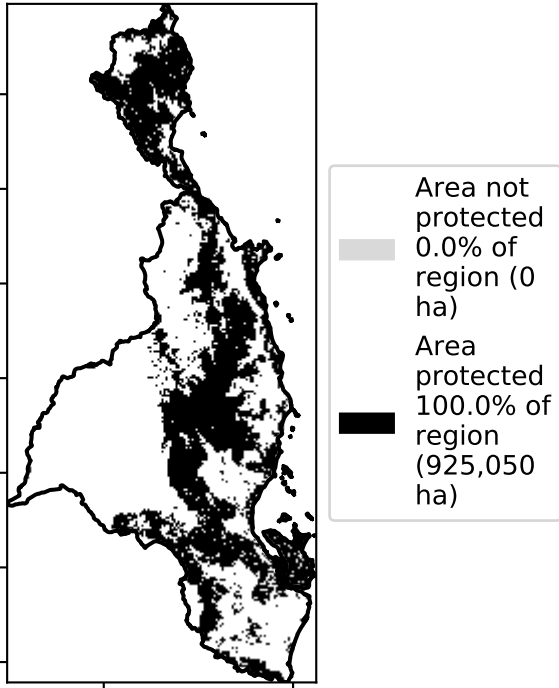 Area not
protected
0.0% of
region (0
ha)
Area
protected
100.0% of
region
(925,050
ha)